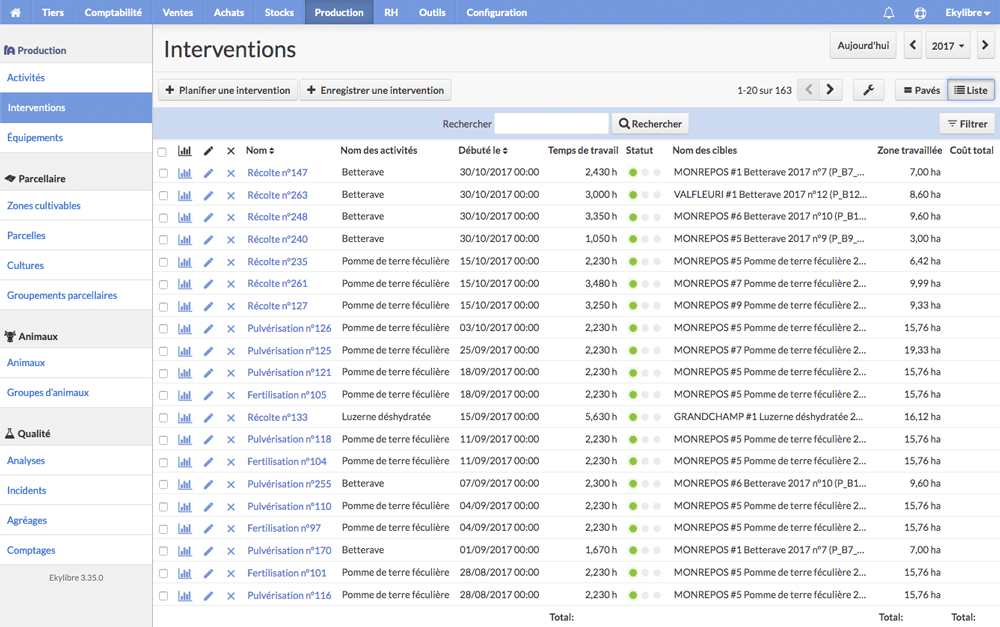 Tiers Comptabilité Ventes Achats Stocks Production RH Outils Configuration Ekylibre
Production
Activités
Interventions
Équipements
Parcellaire
Zones cultivables
Parcelles
Cultures
Groupements parcellaires
Animaux
Animaux
Groupes d'animaux
Qualité
Analyses
Incidents
Agréages
Comptages
Ekylibre 3.35.0
Interventions
Aujourd'hui 2017
Planifier une intervention Enregistrer une intervention 1-20 sur 163 Pavés Liste
Rechercher Rechercher Filtrer
Nom Nom des activités Débuté le Temps de travail Statut Nom des cibles Zone travaillée Coût total
Récolte n°147 Betterave 30/10/2017 00:00 2,430 h MONREPOS #1 Betterave 2017 n°7 (P_B7_... 7,00 ha
Récolte n°263 Betterave 30/10/2017 00:00 3,000 h VALFLEURI #1 Betterave 2017 n°12 (P_B12... 8,60 ha
Récolte n°248 Betterave 30/10/2017 00:00 3,350 h MONREPOS #6 Betterave 2017 n°10 (P_B1... 9,60 ha
Récolte n°240 Betterave 30/10/2017 00:00 1,050 h MONREPOS #5 Betterave 2017 n°9 (P_B9_... 3,00 ha
Récolte n°235 Pomme de terre féculière 15/10/2017 00:00 2,230 h MONREPOS #5 Pomme de terre féculière 2... 6,42 ha
Récolte n°261 Pomme de terre féculière 15/10/2017 00:00 3,480 h MONREPOS #7 Pomme de terre féculière 2... 9,99 ha
Récolte n°127 Pomme de terre féculière 15/10/2017 00:00 3,250 h MONREPOS #9 Pomme de terre féculière 2... 9,33 ha
Pulvérisation n°126 Pomme de terre féculière 03/10/2017 00:00 2,230 h MONREPOS #5 Pomme de terre féculière 2... 15,76 ha
Pulvérisation n°125 Pomme de terre féculière 25/09/2017 00:00 2,230 h MONREPOS #7 Pomme de terre féculière 2... 19,33 ha
Pulvérisation n°121 Pomme de terre féculière 18/09/2017 00:00 2,230 h MONREPOS #5 Pomme de terre féculière 2... 15,76 ha
Fertilisation n°105 Pomme de terre féculière 18/09/2017 00:00 2,230 h MONREPOS #5 Pomme de terre féculière 2... 15,76 ha
Récolte n°133 Luzerne déshydratée 15/09/2017 00:00 5,630 h GRANDCHAMP #1 Luzerne déshydratée 2... 16,12 ha
Pulvérisation n°118 Pomme de terre féculière 11/09/2017 00:00 2,230 h MONREPOS #5 Pomme de terre féculière 2... 15,76 ha
Fertilisation n°104 Pomme de terre féculière 11/09/2017 00:00 2,230 h MONREPOS #5 Pomme de terre féculière 2... 15,76 ha
Pulvérisation n°255 Betterave 07/09/2017 00:00 2,300 h MONREPOS #6 Betterave 2017 n°10 (P_B1... 9,60 ha
Pulvérisation n°110 Pomme de terre féculière 04/09/2017 00:00 2,230 h MONREPOS #5 Pomme de terre féculière 2... 15,76 ha
Fertilisation n°97 Pomme de terre féculière 04/09/2017 00:00 2,230 h MONREPOS #5 Pomme de terre féculière 2... 15,76 ha
Pulvérisation n°170 Betterave 01/09/2017 00:00 1,670 h MONREPOS #1 Betterave 2017 n°7 (P_B7_... 7,00 ha
Fertilisation n°101 Pomme de terre féculière 28/08/2017 00:00 2,230 h MONREPOS #5 Pomme de terre féculière 2... 15,76 ha
Pulvérisation n°116 Pomme de terre féculière 28/08/2017 00:00 2,230 h MONREPOS #5 Pomme de terre féculière 2... 15,76 ha
Total: Total: Total: